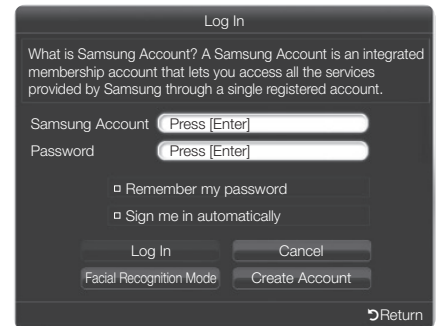 Log In
What is Samsung Account? A Samsung Account is an integrated
membership account that lets you access all the services
provided by Samsung through a single registered account.
Samsung Account Press [Enter]
Password Press [Enter]
Remember my password
Sign me in automatically
Log In Cancel
Facial Recognition Mode Create Account
Return